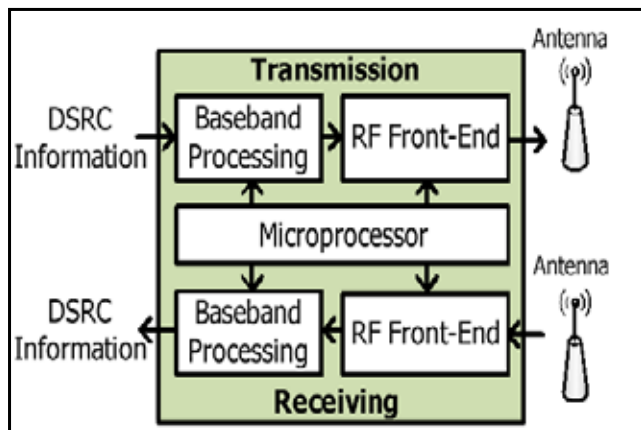 Antenna
Transmission
DSRC
Information
Baseband
Processing
RF Front-End
Microprocessor
Antenna
DSRC
Information
Baseband
Processing
RF Front-End
Receiving